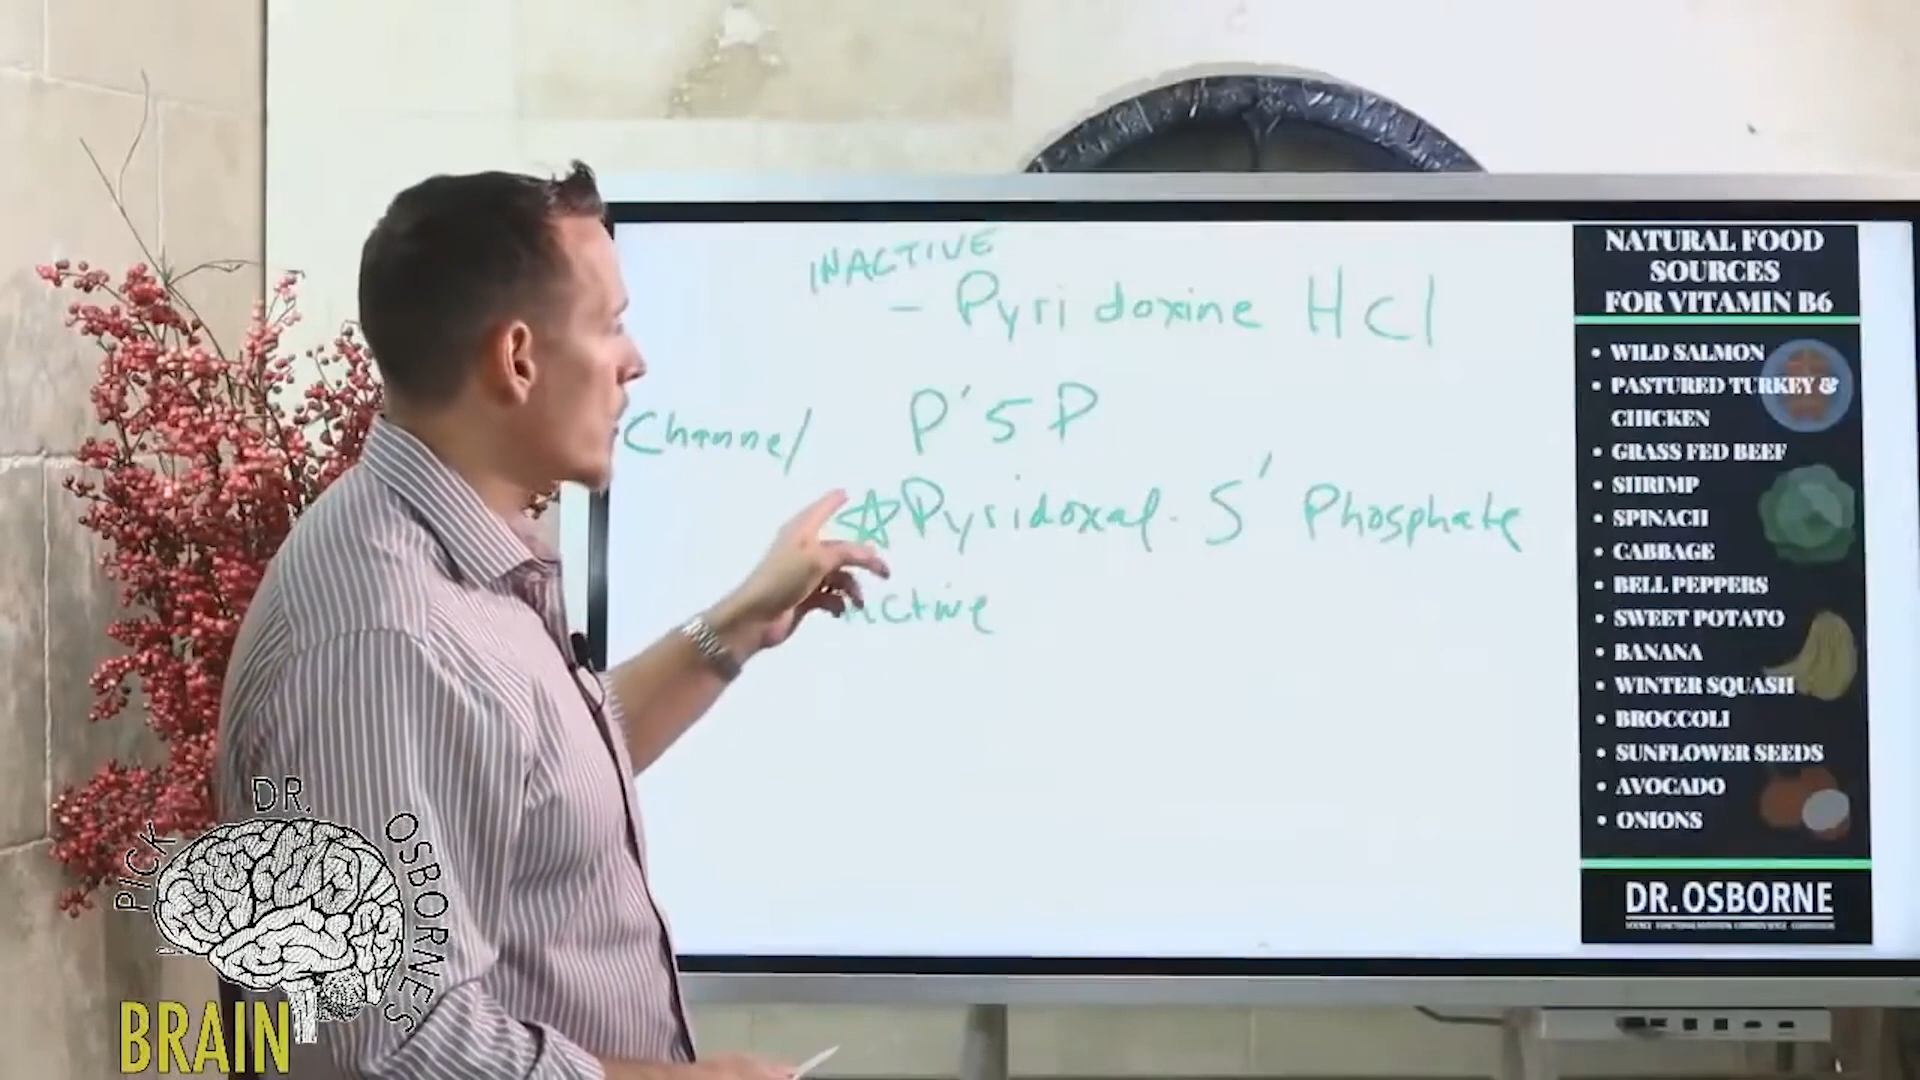 INACTIVE
- Pyridoxine HCl
Channel
P'5P
Pyridoxal-5' Phosphate
Active
NATURAL FOOD
SOURCES
FOR VITAMIN B6
• WILD SALMON
• PASTURED TURKEY &
CHICKEN
• GRASS FED BEEF
• SHRIMP
• SPINACH
• CABBAGE
• BELL PEPPERS
• SWEET POTATO
• BANANA
• WINTER SQUASH
• BROCCOLI
• SUNFLOWER SEEDS
• AVOCADO
• ONIONS
DR. OSBORNE
PICK DR. OSBORNE'S
BRAIN